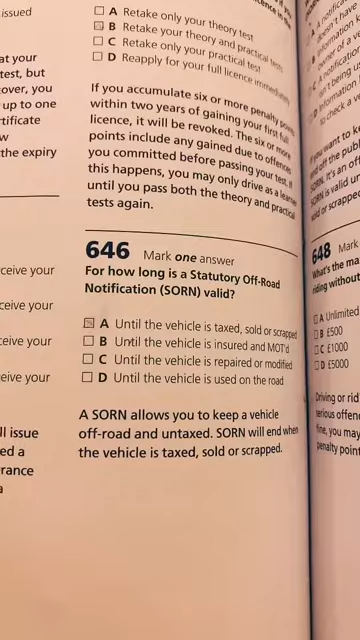 issued
at your
test, but
cover, you
up to one
rtificate
w
the expiry
ceive your
ceive your
ceive your
eive your
ll issue
ed a
rance
a
A Retake only your theory test
B Retake your theory and practical tests
C Retake only your practical test
D Reapply for your full licence immediately
If you accumulate six or more penalty points
within two years of gaining your first full
licence, it will be revoked. The six or more
points include any gained due to offences
you committed before passing your test. If
this happens, you may only drive as a learner
until you pass both the theory and practical
tests again.
646 Mark one answer
For how long is a Statutory Off-Road
Notification (SORN) valid?
A Until the vehicle is taxed, sold or scrapped
B Until the vehicle is insured and MOT'd
C Until the vehicle is repaired or modified
D Until the vehicle is used on the road
A SORN allows you to keep a vehicle
off-road and untaxed. SORN will end when
the vehicle is taxed, sold or scrapped.
648 Mark
What's the ma
riding without
A Unlimited
B £500
C £1000
D £5000
Driving or rid
serious offen
fine, you may
penalty point